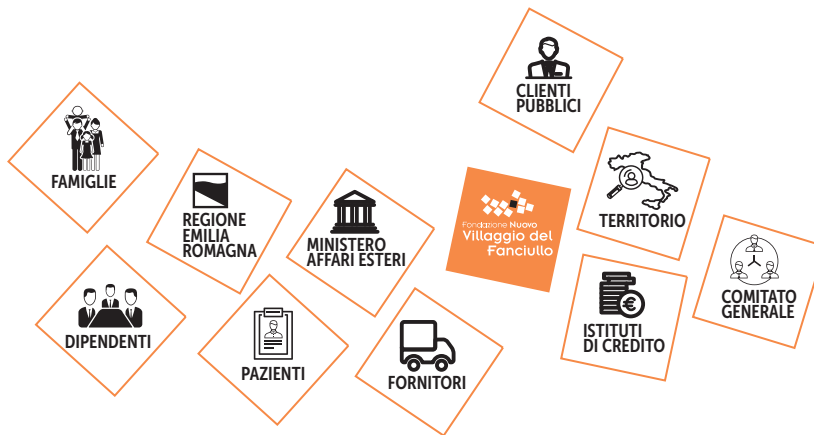 CLIENTI
PUBBLICI
FAMIGLIE
REGIONE
EMILIA
ROMAGNA
MINISTERO
AFFARI ESTERI
Fondazione Nuovo
Villaggio del
Fanciullo
TERRITORIO
COMITATO
GENERALE
DIPENDENTI
PAZIENTI
FORNITORI
ISTITUTI
DI CREDITO